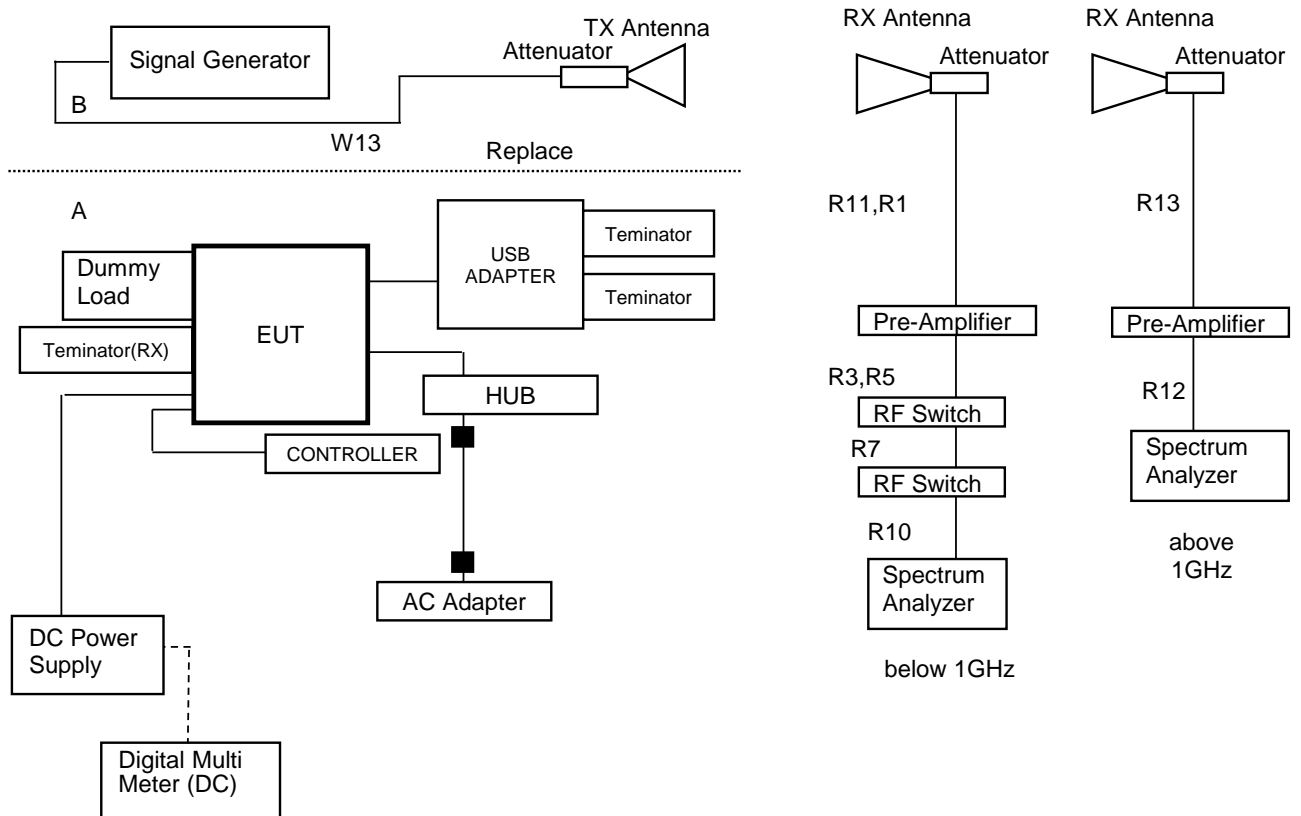 Signal Generator
TX Antenna
Attenuator
B
W13
Replace
A
Dummy
Load
Teminator(RX)
EUT
USB
ADAPTER
Teminator
Teminator
HUB
CONTROLLER
AC Adapter
DC Power
Supply
Digital Multi
Meter (DC)
RX Antenna
Attenuator
R11,R1
Pre-Amplifier
R3,R5
RF Switch
R7
RF Switch
R10
Spectrum
Analyzer
below 1GHz
RX Antenna
Attenuator
R13
Pre-Amplifier
R12
Spectrum
Analyzer
above
1GHz